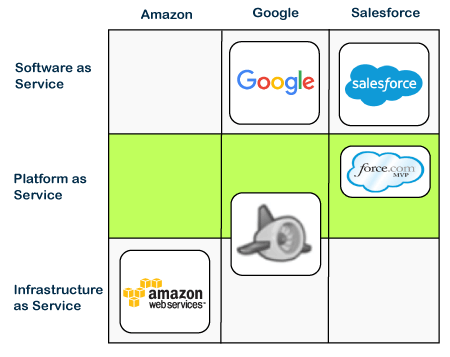 Amazon Google Salesforce
Software as
Service
Google
salesforce
Platform as
Service
force.com
MVP
Infrastructure
as Service
amazon
web services™